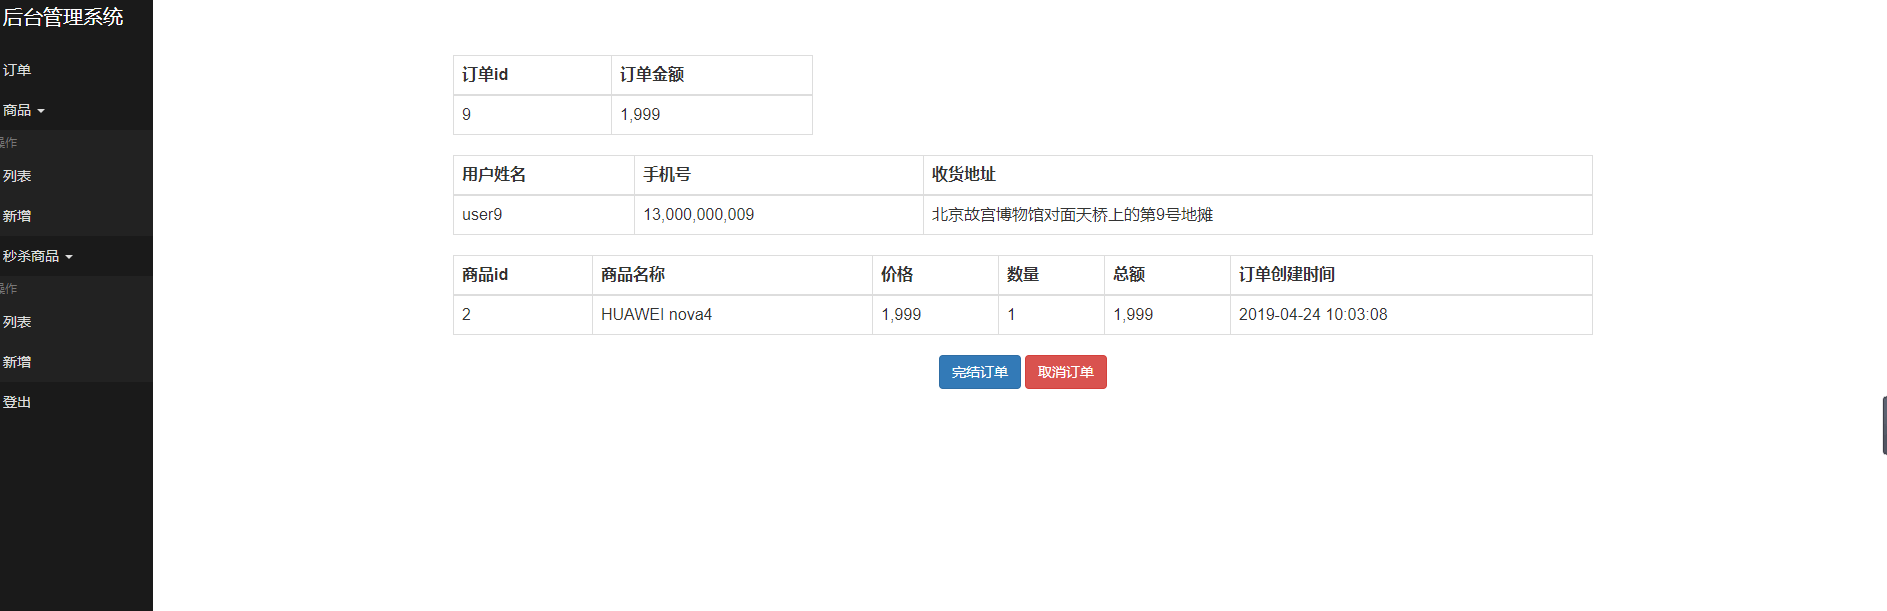 后台管理系统
订单
商品
操作
列表
新增
秒杀商品
操作
列表
新增
登出
订单id 订单金额
9 1,999
用户姓名 手机号 收货地址
user9 13,000,000,009 北京故宫博物馆对面天桥上的第9号地摊
商品id 商品名称 价格 数量 总额 订单创建时间
2 HUAWEI nova4 1,999 1 1,999 2019-04-24 10:03:08
完结订单 取消订单